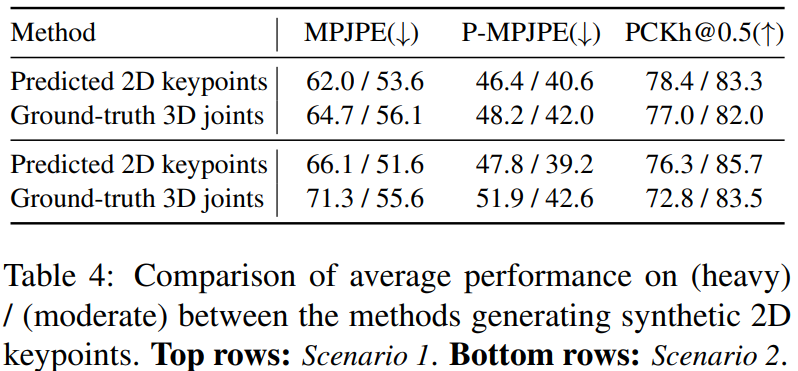 Method MPJPE(↓) P-MPJPE(↓) PCKh@0.5(↑)
Predicted 2D keypoints 62.0 / 53.6 46.4 / 40.6 78.4 / 83.3
Ground-truth 3D joints 64.7 / 56.1 48.2 / 42.0 77.0 / 82.0
Predicted 2D keypoints 66.1 / 51.6 47.8 / 39.2 76.3 / 85.7
Ground-truth 3D joints 71.3 / 55.6 51.9 / 42.6 72.8 / 83.5
Table 4: Comparison of average performance on (heavy)
/ (moderate) between the methods generating synthetic 2D
keypoints. Top rows: Scenario 1. Bottom rows: Scenario 2.